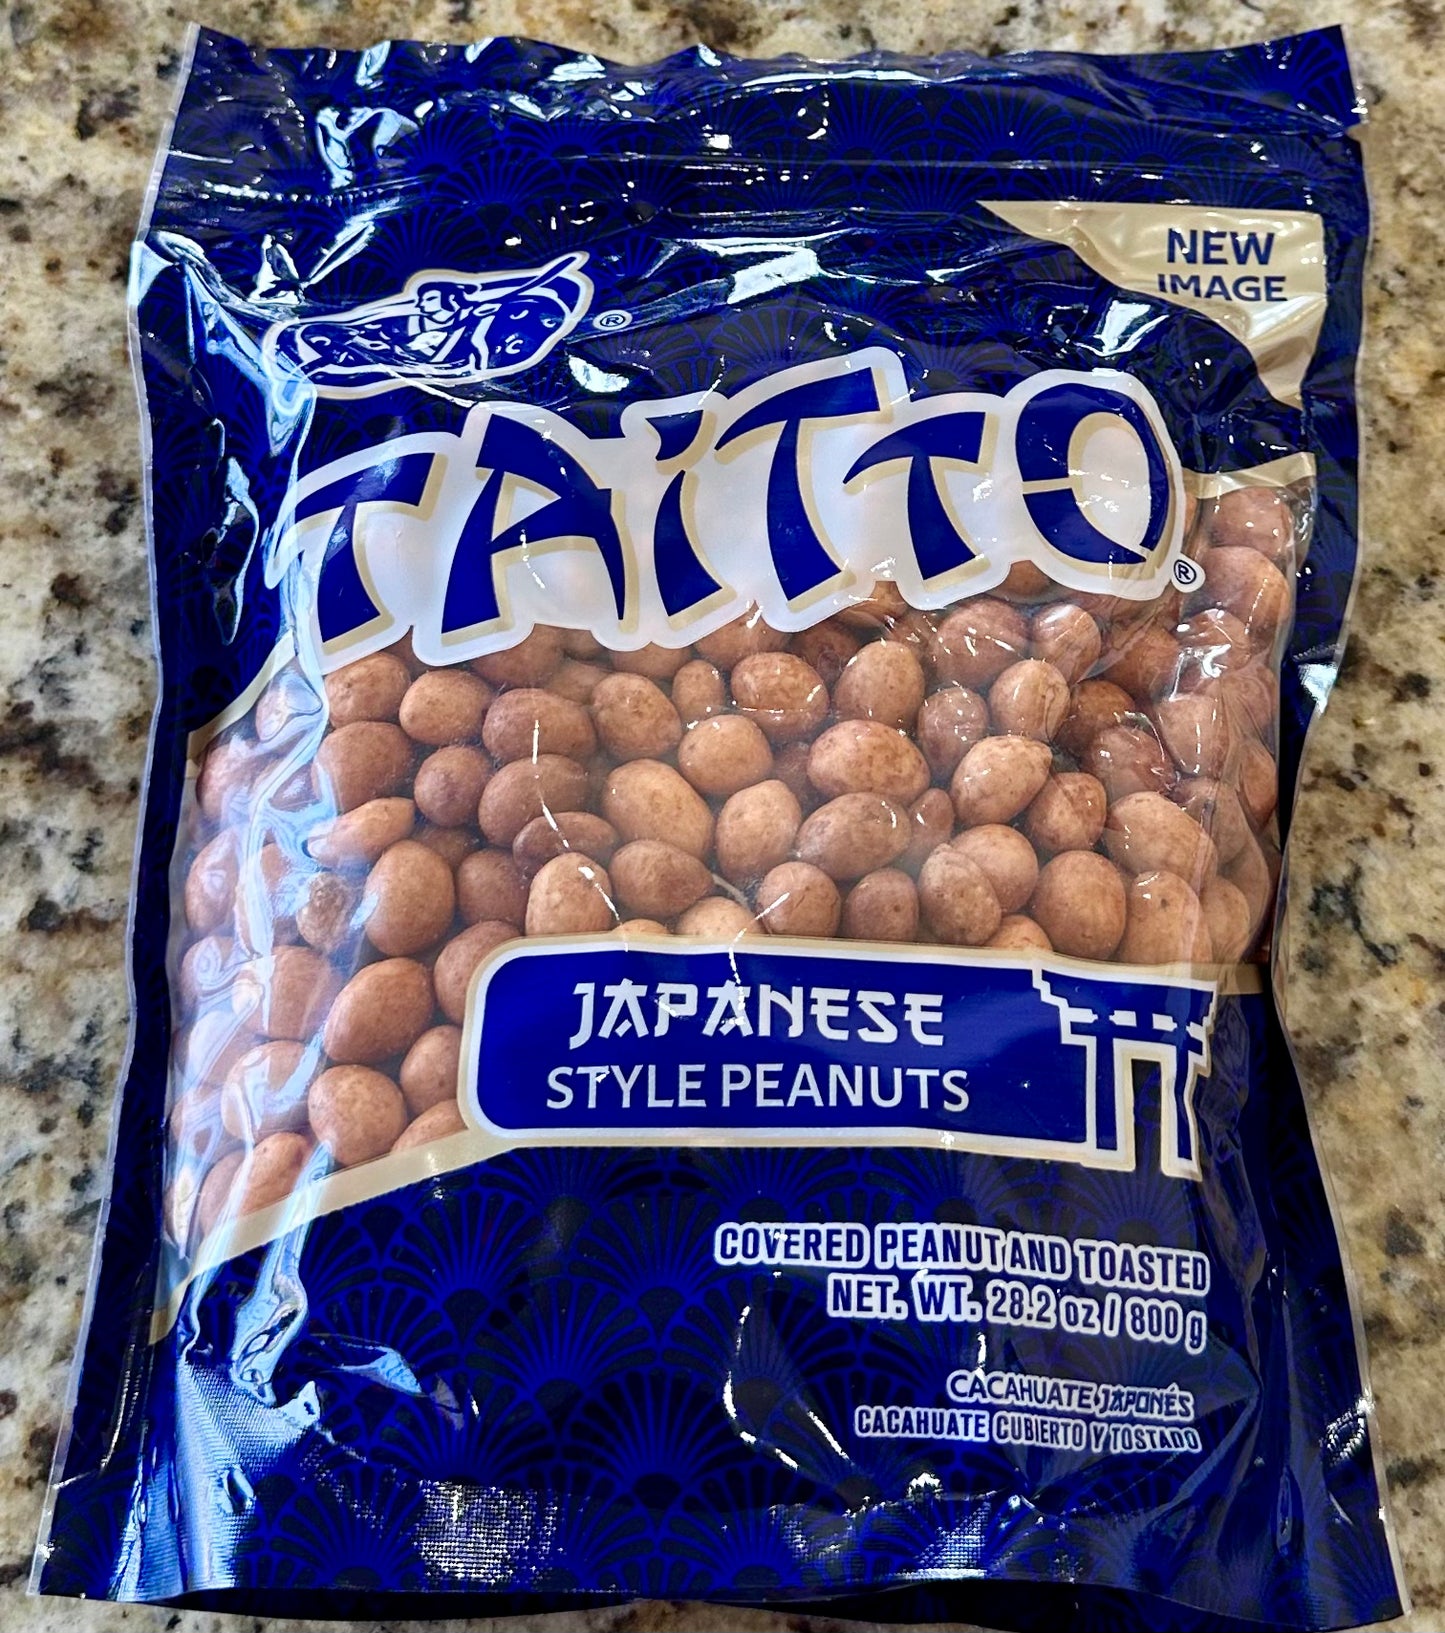 NEW
IMAGE
®
TAiTTO®
JAPANESE
STYLE PEANUTS
COVERED PEANUT AND TOASTED
NET. WT. 28.2 oz / 800 g
CACAHUATE JAPONÉS
CACAHUATE CUBIERTO Y TOSTADO